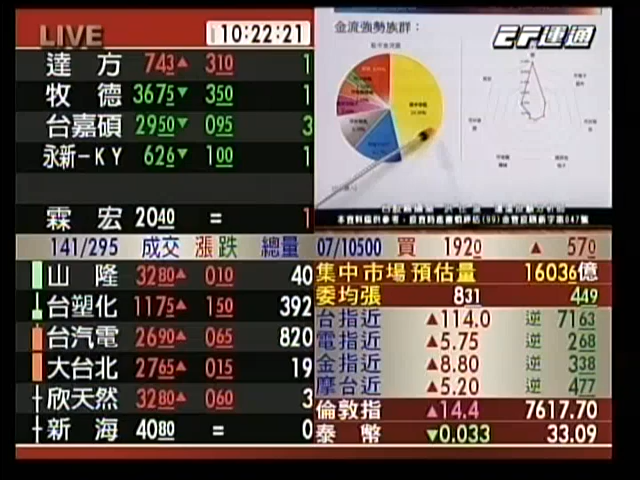 LIVE 10:22:21
達方 743▲ 310 1
牧德 3675▼ 350 1
台嘉碩 2950▼ 095 3
永新-KY 626▼ 100 1
霖宏 2040 = 1
141/295 成交 漲跌 總量
山隆 3280▲ 010 40
台塑化 1175▲ 150 392
台汽電 2690▲ 065 820
大台北 2765▲ 015 19
欣天然 3280▲ 060 3
新海 4080 = 0
金流強勢族群：
運通
07/10500 買 1920 ▲ 570
集中市場預估量 16036億
委均張 831 449
台指近 ▲114.0 逆 7163
電指近 ▲5.75 逆 268
金指近 ▲8.80 逆 338
摩台近 ▲5.20 逆 477
倫敦指 ▲14.4 7617.70
泰幣 ▼0.033 33.09